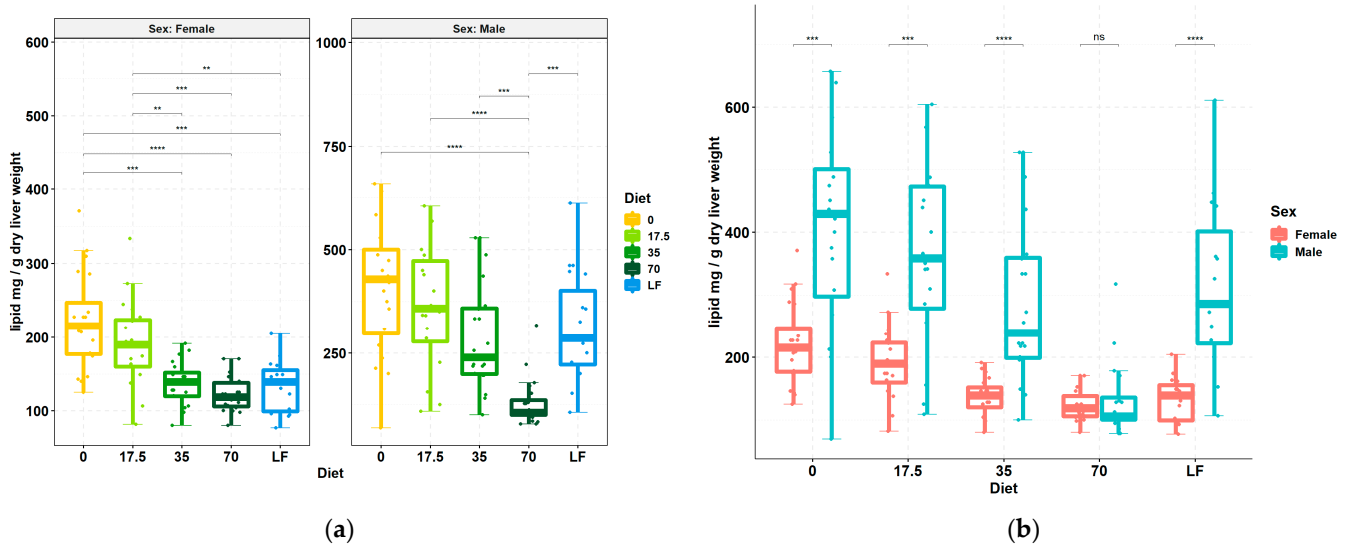 Sex: Female
Sex: Male
lipid mg / g dry liver weight
600
500
400
300
200
100
**
***
**
***
****
***
0 17.5 35 70 LF
1000
750
500
250
***
***
****
****
0 17.5 35 70 LF
Diet
Diet
0
17.5
35
70
LF
(a)
lipid mg / g dry liver weight
600
400
200
*** *** **** ns ****
0 17.5 35 70 LF
Diet
Sex
Female
Male
(b)